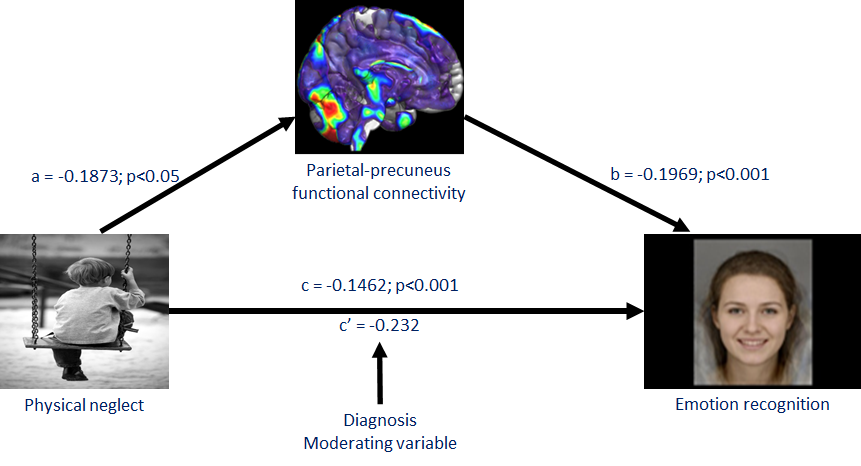 Parietal-precuneus
functional connectivity
a = -0.1873; p<0.05
b = -0.1969; p<0.001
c = -0.1462; p<0.001
c’ = -0.232
Physical neglect
Emotion recognition
Diagnosis
Moderating variable